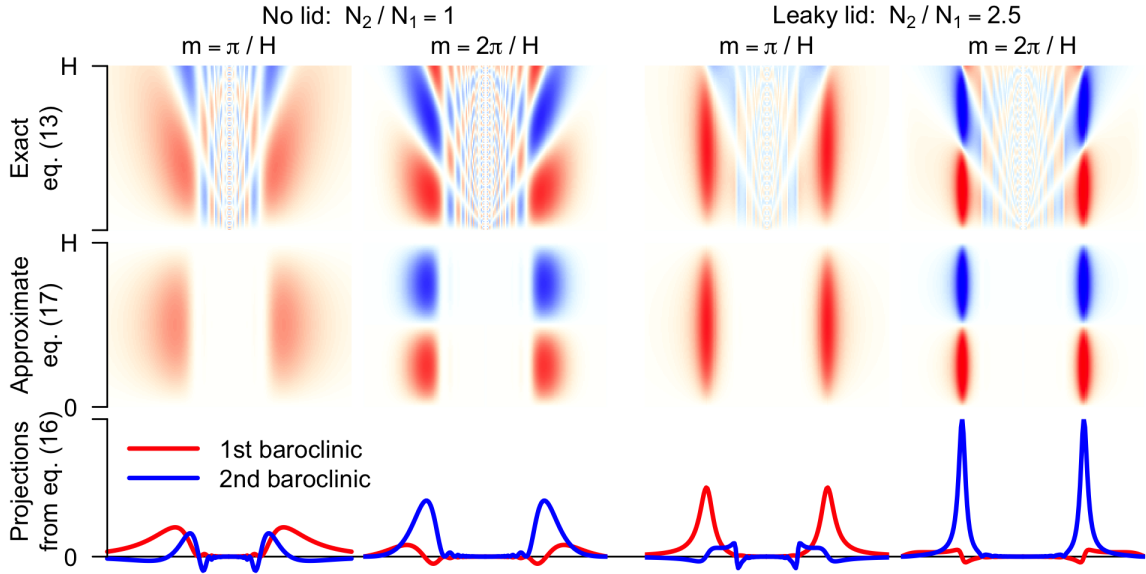 No lid: N₂ / N₁ = 1
Leaky lid: N₂ / N₁ = 2.5
m = π / H
m = 2π / H
m = π / H
m = 2π / H
H
Exact
eq. (13)
H
Approximate
eq. (17)
0
Projections
from eq. (16)
1st baroclinic
2nd baroclinic
0